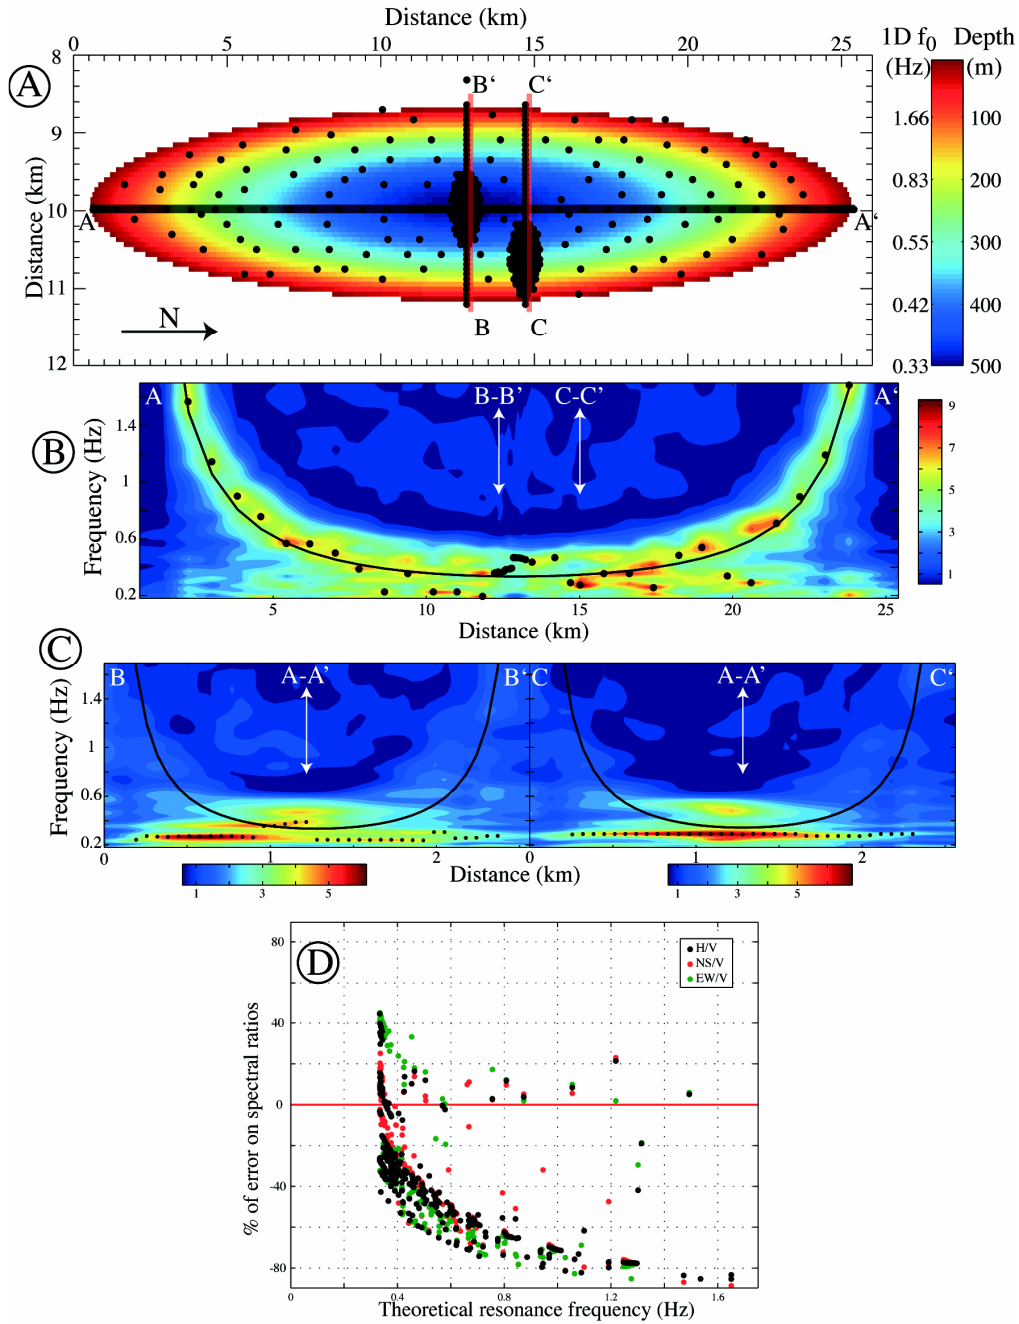 Distance (km)
0 5 10 15 20 25
1D f0 Depth
(Hz) (m)
A
8
9
10
11
12
Distance (km)
B' C'
A A'
B C
N
1.66 100
0.83 200
0.55 300
0.42 400
0.33 500
B
A B-B' C-C' A'
Frequency (Hz)
1.4
1
0.6
0.2
5 10 15 20 25
Distance (km)
9
7
5
3
1
C
B A-A' B' C A-A' C'
Frequency (Hz)
1.4
1
0.6
0.2
0 2 0 2
Distance (km)
1 3 5 1 3 5
D
H/V
NS/V
EW/V
% of error on spectral ratios
80
40
0
-40
-80
0 0.4 0.8 1.2 1.6
Theoretical resonance frequency (Hz)